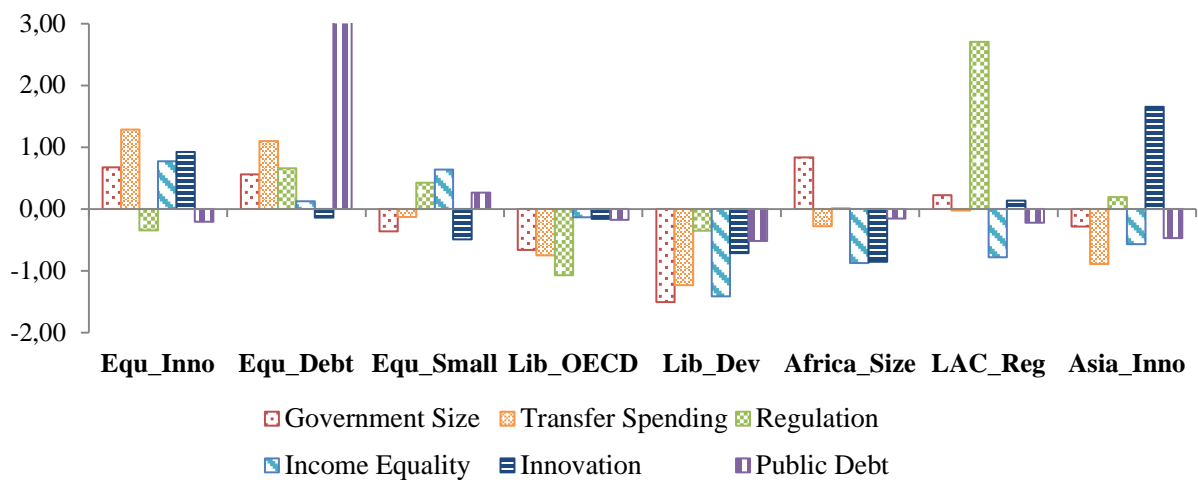 3,00
2,00
1,00
0,00
-1,00
-2,00
Equ_Inno Equ_Debt Equ_Small Lib_OECD Lib_Dev Africa_Size LAC_Reg Asia_Inno
Government Size Transfer Spending Regulation
Income Equality Innovation Public Debt